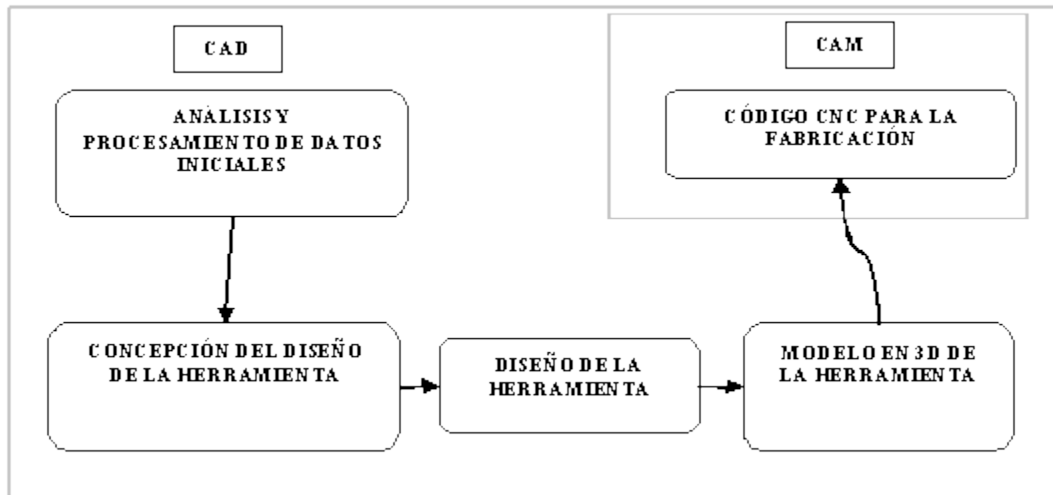 CAD
ANÁLISIS Y
PROCESAMIENTO DE DATOS
INICIALES
CONCEPCIÓN DEL DISEÑO
DE LA HERRAMIENTA
DISEÑO DE LA
HERRAMIENTA
MODELO EN 3D DE
LA HERRAMIENTA
CAM
CÓDIGO CNC PARA LA
FABRICACIÓN